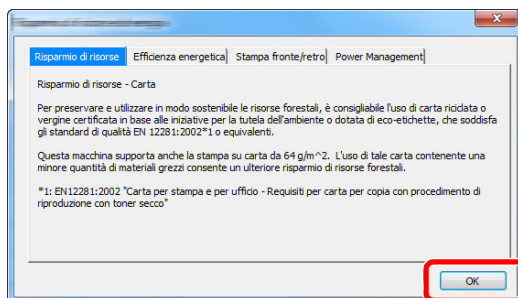 Risparmio di risorse Efficienza energetica Stampa fronte/retro Power Management
Risparmio di risorse - Carta
Per preservare e utilizzare in modo sostenibile le risorse forestali, è consigliabile l'uso di carta riciclata o
vergine certificata in base alle iniziative per la tutela dell'ambiente o dotata di eco-etichette, che soddisfa
gli standard di qualità EN 12281:2002*1 o equivalenti.
Questa macchina supporta anche la stampa su carta da 64 g/m^2. L'uso di tale carta contenente una
minore quantità di materiali grezzi consente un ulteriore risparmio di risorse forestali.
*1: EN12281:2002 "Carta per stampa e per ufficio - Requisiti per carta per copia con procedimento di
riproduzione con toner secco"
OK